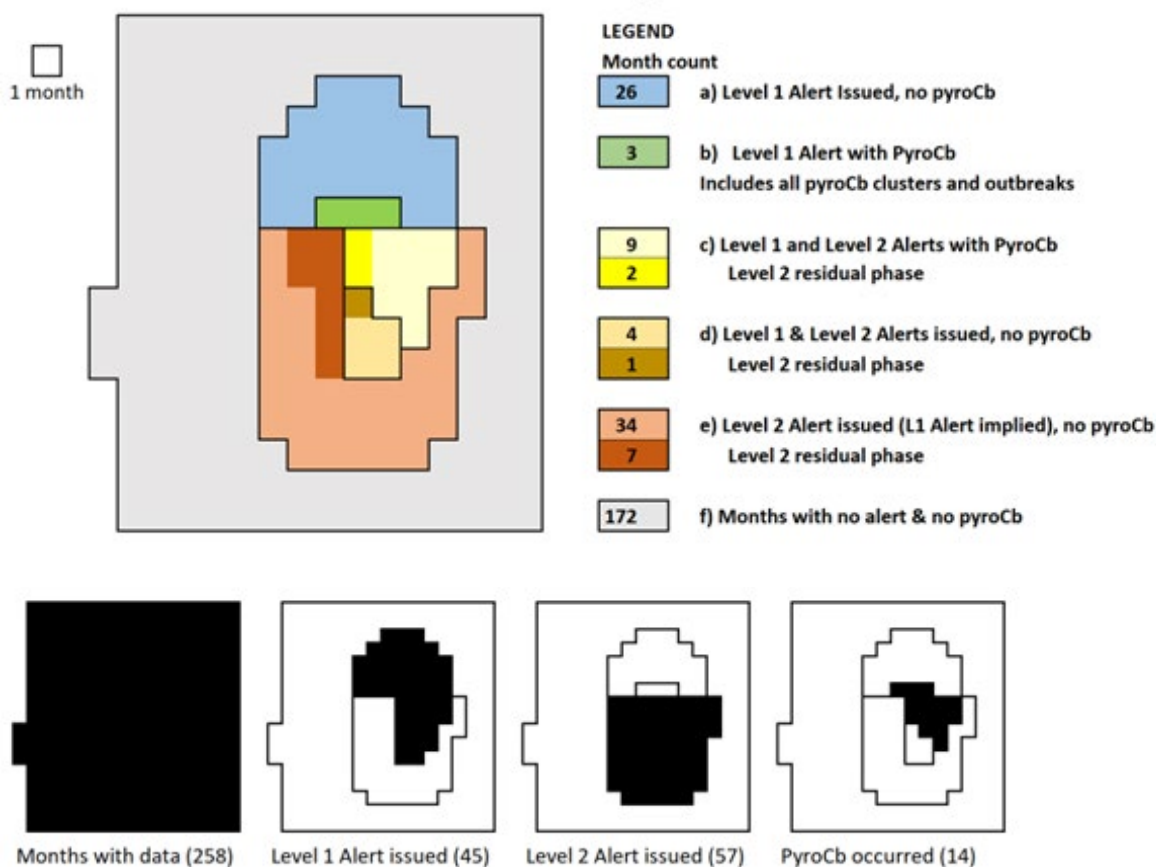 LEGEND
Month count
1 month
26 a) Level 1 Alert Issued, no pyroCb
3 b) Level 1 Alert with PyroCb
Includes all pyroCb clusters and outbreaks
9 c) Level 1 and Level 2 Alerts with PyroCb
2 Level 2 residual phase
4 d) Level 1 & Level 2 Alerts issued, no pyroCb
1 Level 2 residual phase
34 e) Level 2 Alert issued (L1 Alert implied), no pyroCb
7 Level 2 residual phase
172 f) Months with no alert & no pyroCb
Months with data (258) Level 1 Alert issued (45) Level 2 Alert issued (57) PyroCb occurred (14)